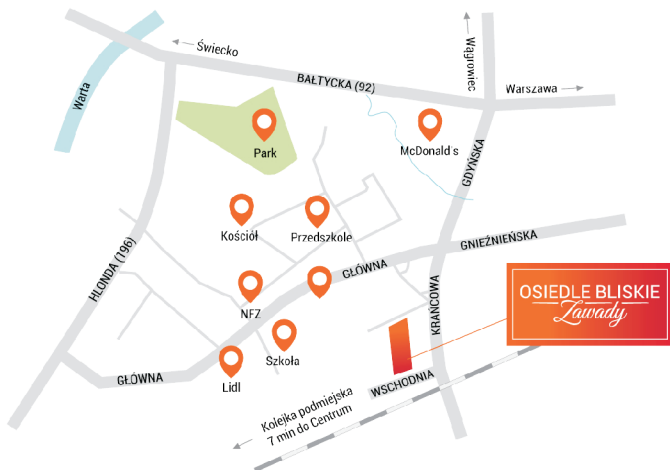 Świecko
Wągrowiec
Warszawa
BAŁTYCKA (92)
Warta
Park
McDonald's
GDYŃSKA
Kościół
Przedszkole
GNIEŹNIEŃSKA
HLONDA (196)
GŁÓWNA
NFZ
KRAŃCOWA
OSIEDLE BLISKIE
Zawady
Szkoła
Lidl
GŁÓWNA
WSCHODNIA
Kolejka podmiejska
7 min do Centrum